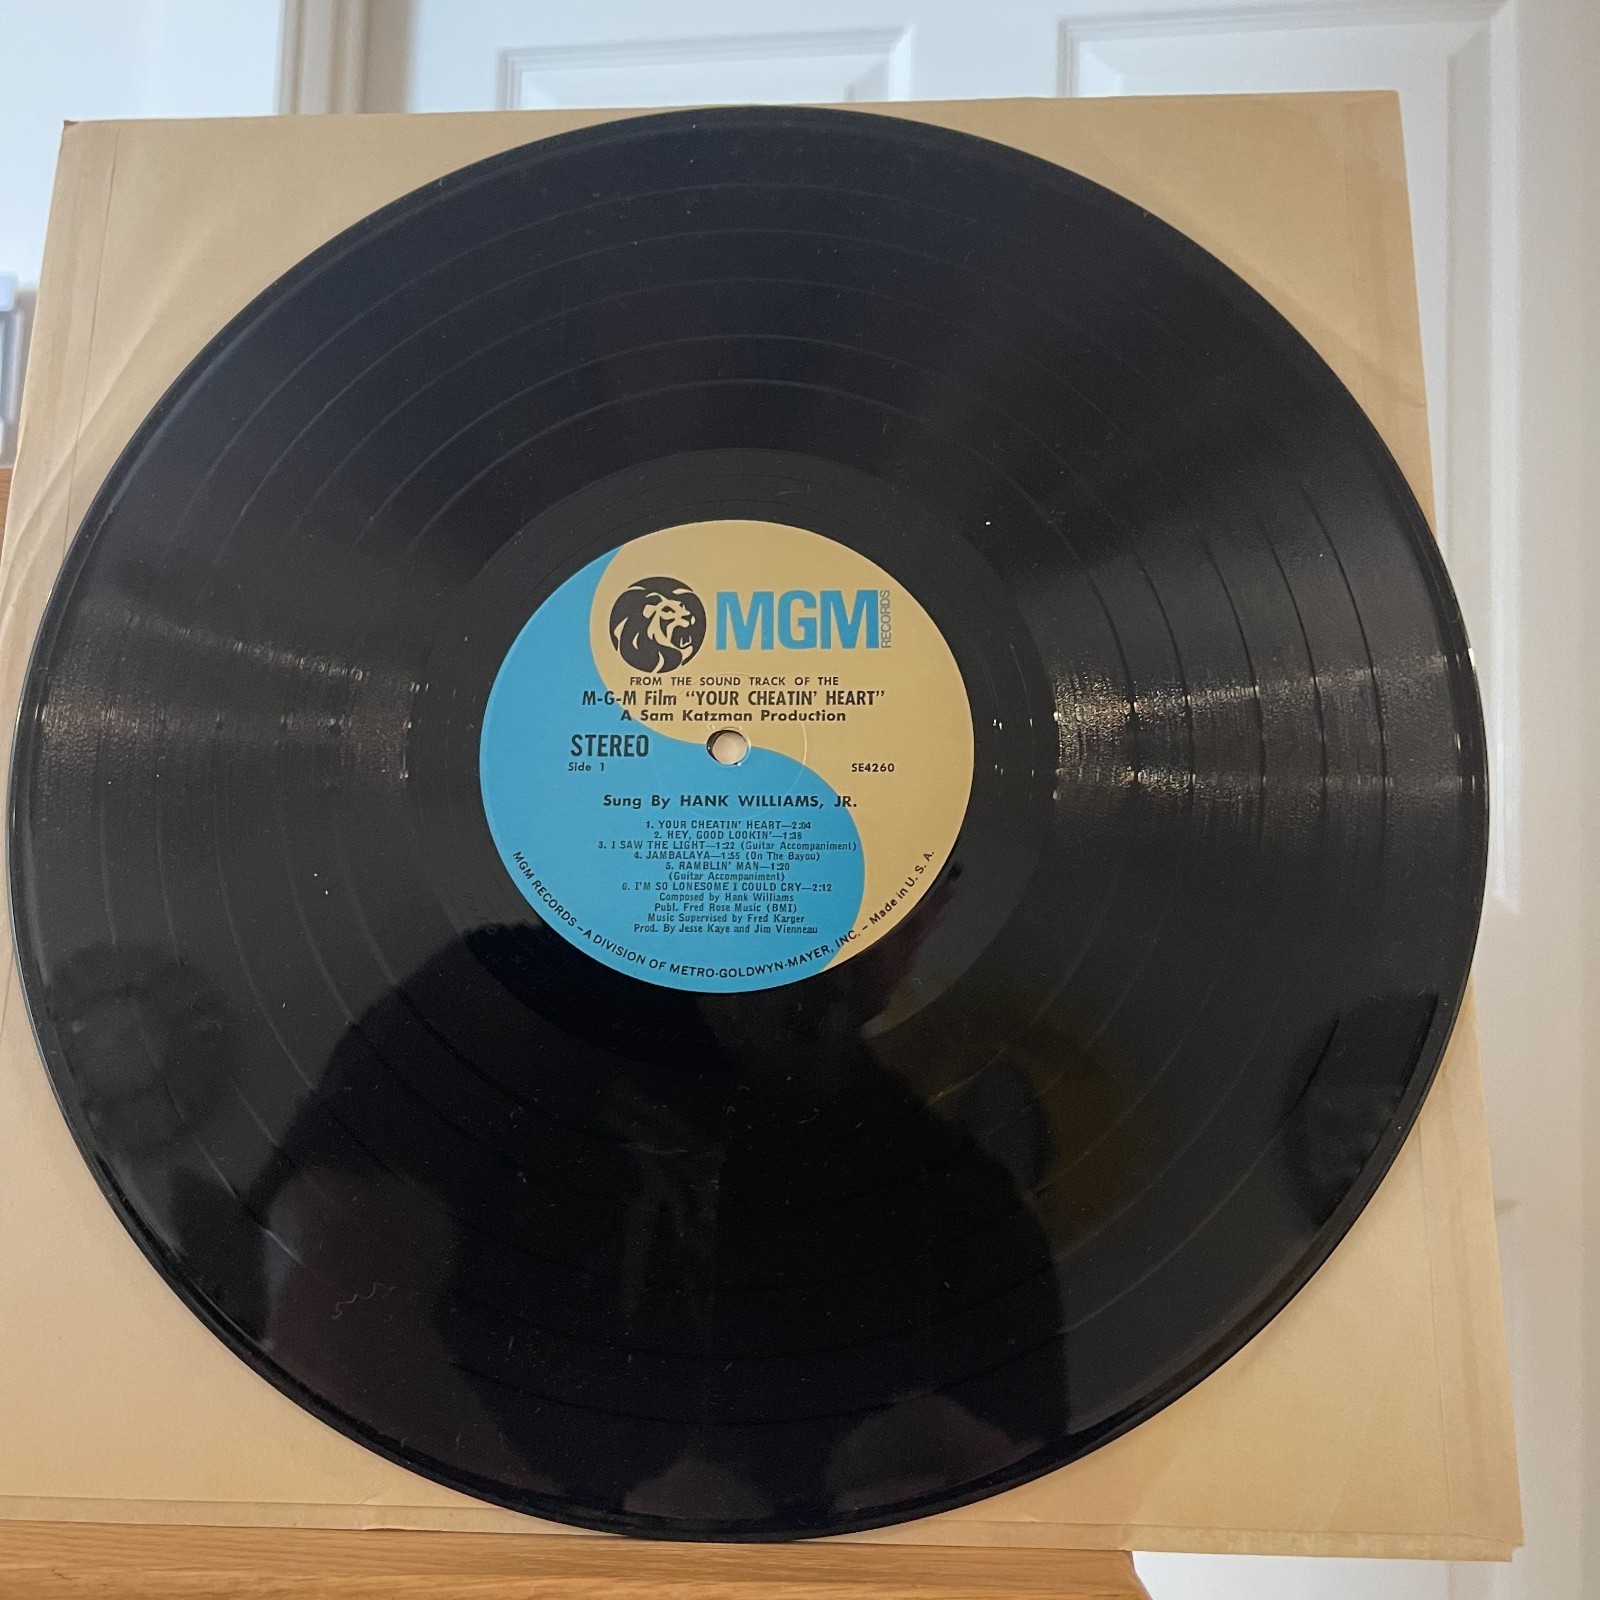 MGM RECORDS
FROM THE SOUND TRACK OF THE
M-G-M Film "YOUR CHEATIN' HEART"
A Sam Katzman Production
STEREO
Side 1
SE4260
Sung By HANK WILLIAMS, JR.
1. YOUR CHEATIN' HEART—2:04
2. HEY, GOOD LOOKIN'—1:38
3. I SAW THE LIGHT—1:22 (Guitar Accompaniment)
4. JAMBALAYA—1:55 (On The Bayou)
5. RAMBLIN' MAN—1:20
(Guitar Accompaniment)
6. I'M SO LONESOME I COULD CRY—2:12
Composed by Hank Williams
Publ. Fred Rose Music (BMI)
Music Supervised by Fred Karger
Prod. By Jesse Kaye and Jim Vienneau
MGM RECORDS – A DIVISION OF METRO-GOLDWYN-MAYER, INC. – Made in U. S. A.